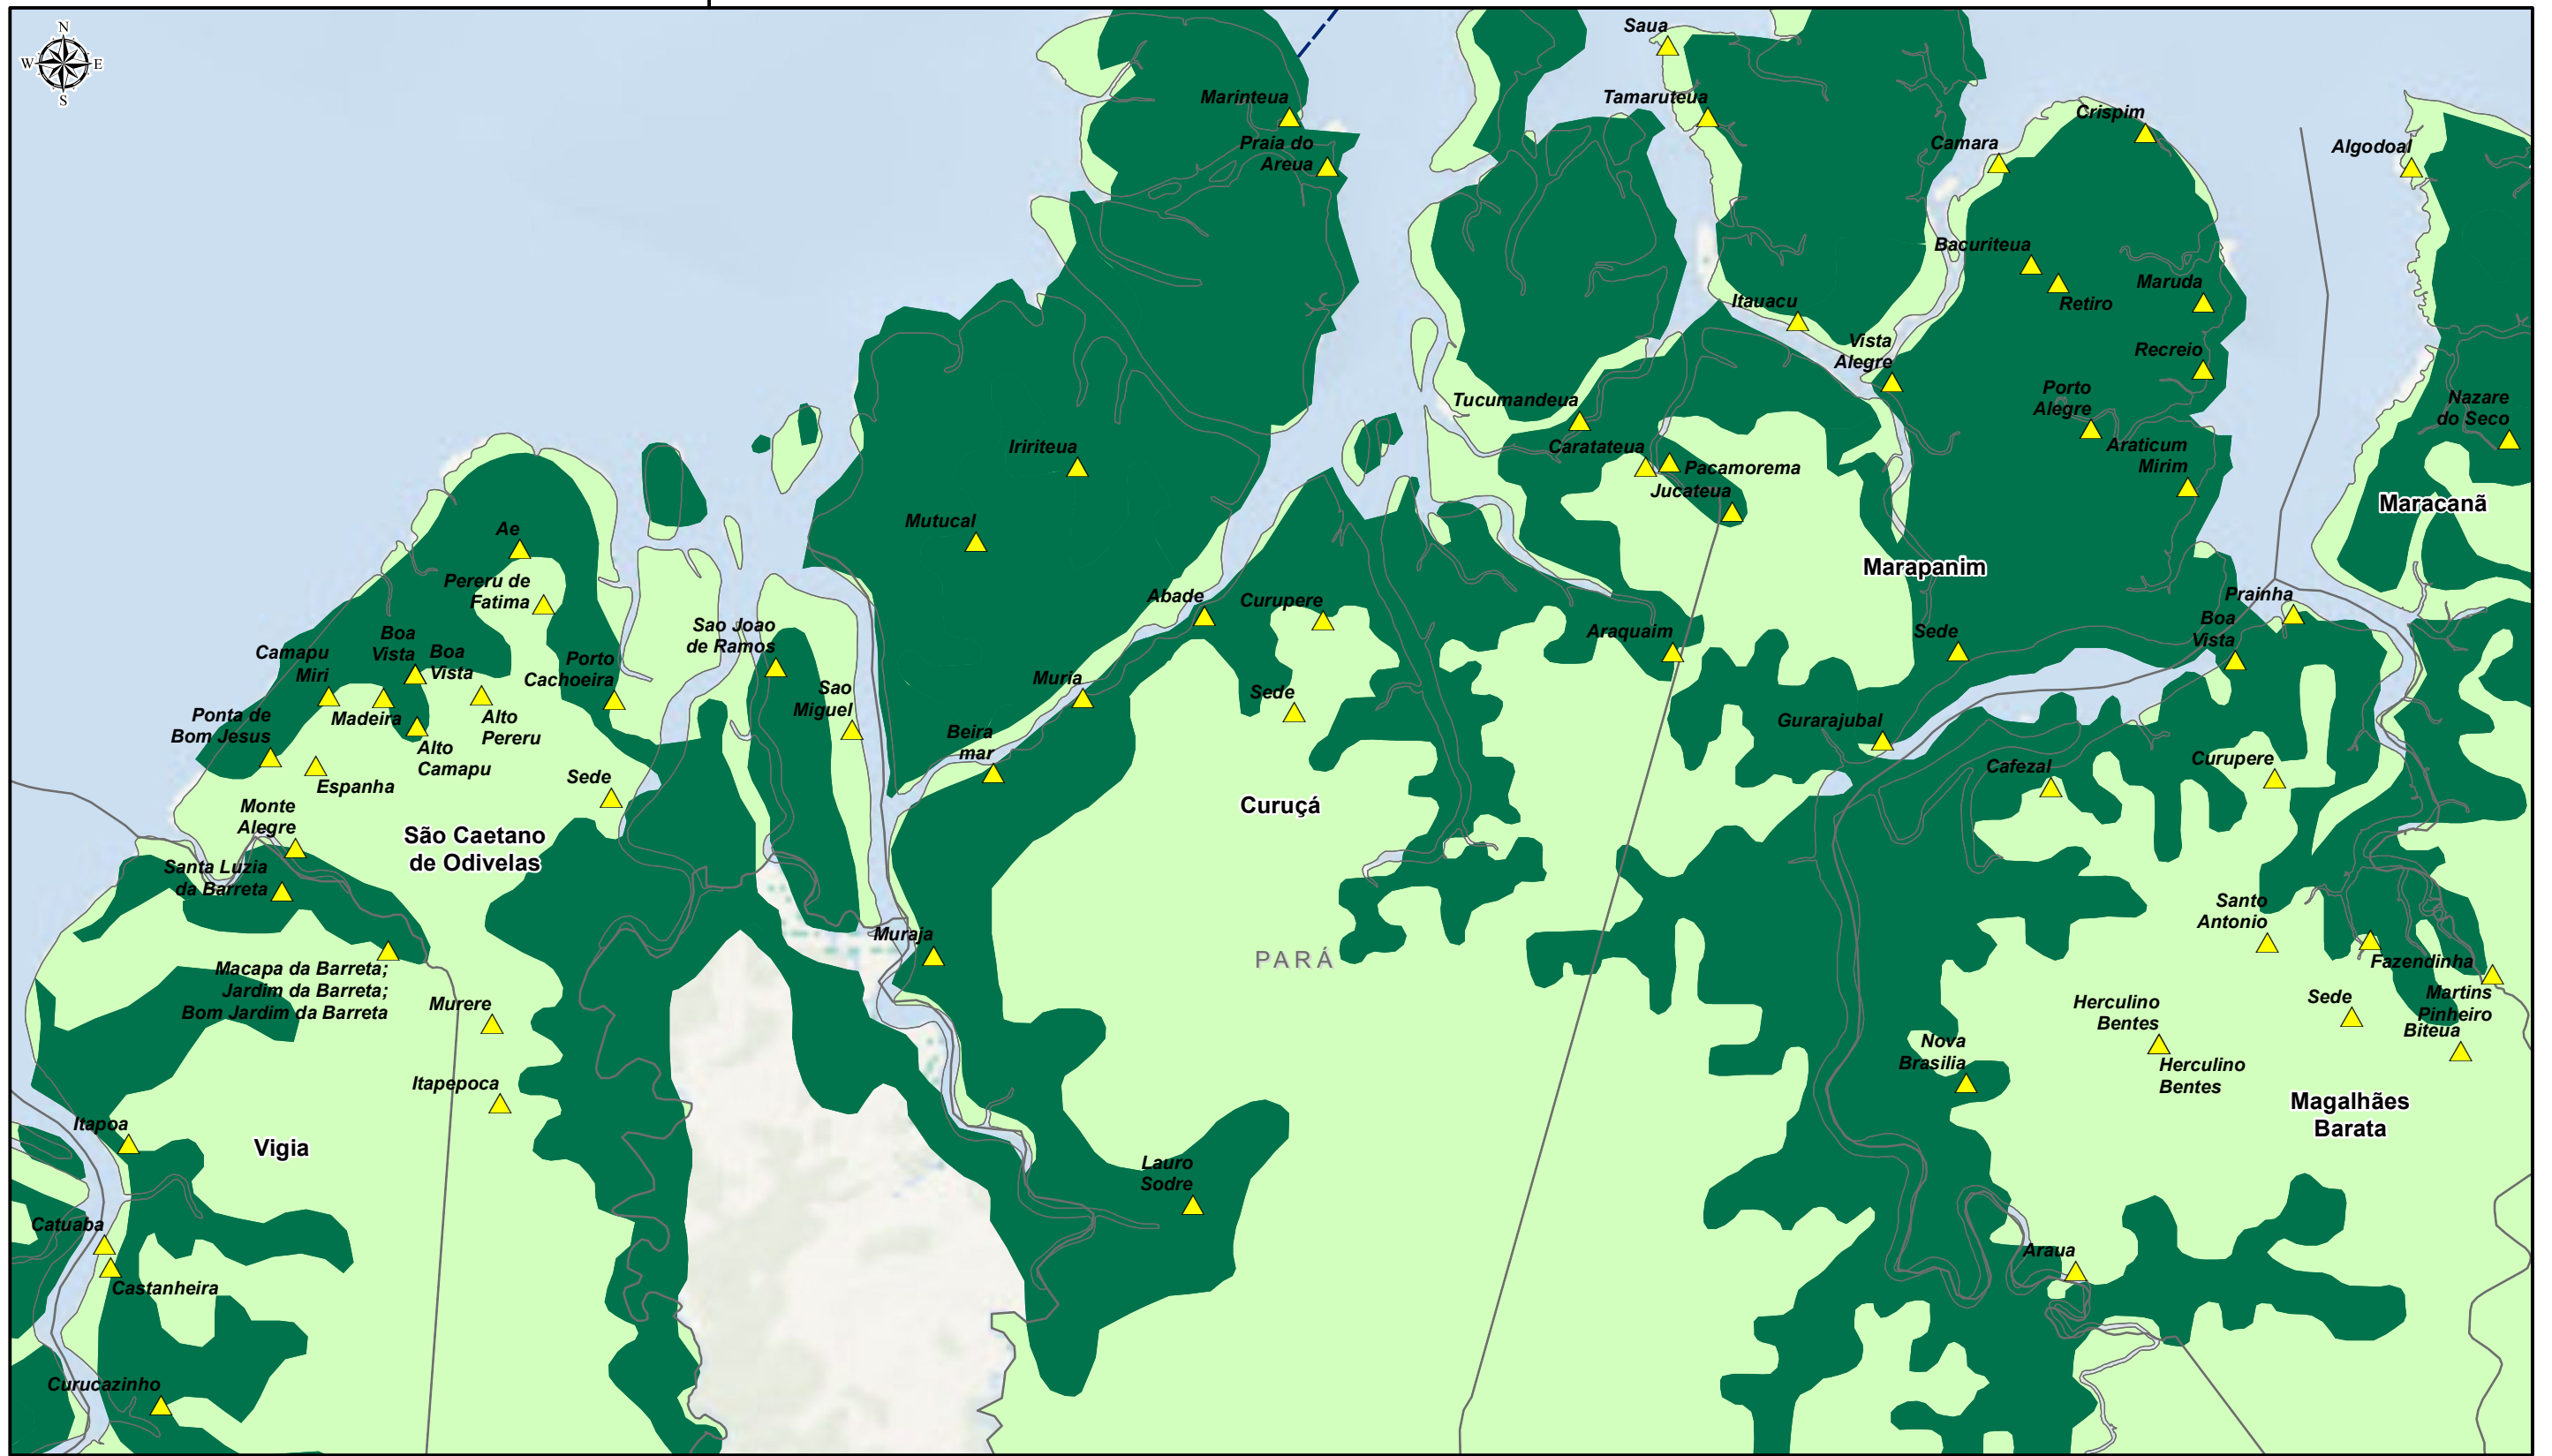 N
W
E
S
Saua
Marinteua
Tamaruteua
Praia do
Areua
Crispim
Camara
Algodoal
Bacuriteua
Retiro
Maruda
Itauacu
Vista
Alegre
Recreio
Porto
Alegre
Nazare
do Seco
Tucumandeua
Caratateua
Pacamorema
Jucateua
Araticum
Mirim
Iririteua
Mutucal
Maracanã
Marapanim
Ae
Pereru de
Fatima
Abade
Curupere
Prainha
Boa
Vista
Sao Joao
de Ramos
Araquaim
Sede
Camapu
Miri
Boa
Vista
Boa
Vista
Porto
Cachoeira
Sao
Miguel
Muria
Sede
Ponta de
Bom Jesus
Madeira
Alto
Pereru
Alto
Camapu
Beira
mar
Gurarajubal
Espanha
Sede
Cafezal
Curupere
Monte
Alegre
São Caetano
de Odivelas
Curuçá
Santa Luzia
da Barreta
Muraja
PARÁ
Santo
Antonio
Fazendinha
Macapa da Barreta;
Jardim da Barreta;
Bom Jardim da Barreta
Murere
Herculino
Bentes
Sede
Martins
Pinheiro
Biteua
Nova
Brasilia
Herculino
Bentes
Itapepoca
Magalhães
Barata
Itapoa
Vigia
Lauro
Sodre
Catuaba
Castanheira
Araua
Curucazinho